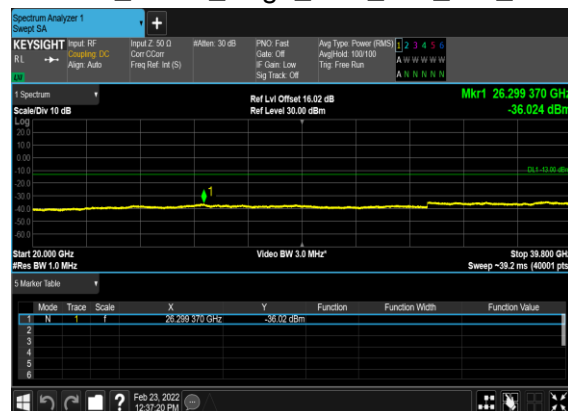 Spectrum Analyzer 1
Swept SA
KEYSIGHT
RL
Input: RF
Coupling: DC
Align: Auto
Input Z: 50 Ω
Corr CCorr
Freq Ref: Int (S)
#Atten: 30 dB
PNO: Fast
Gate: Off
IF Gain: Low
Sig Track: Off
Avg Type: Power (RMS)
Avg|Hold: 100/100
Trig: Free Run
1 2 3 4 5 6
A W W W W W
A N N N N N
1 Spectrum
Scale/Div 10 dB
Log
Ref Lvl Offset 16.02 dB
Ref Level 30.00 dBm
Mkr1 26.299 370 GHz
-36.024 dBm
20.0
10.0
0.00
-10.0
-20.0
-30.0
-40.0
-50.0
-60.0
DL1 -13.00 dBm
1
Start 20.000 GHz
#Res BW 1.0 MHz
Video BW 3.0 MHz*
Stop 39.800 GHz
Sweep ~39.2 ms (40001 pts)
5 Marker Table
Mode Trace Scale X Y Function Function Width Function Value
1 N 1 f 26.299 370 GHz -36.02 dBm
2
3
4
5
6
?
Feb 23, 2022
12:37:20 PM